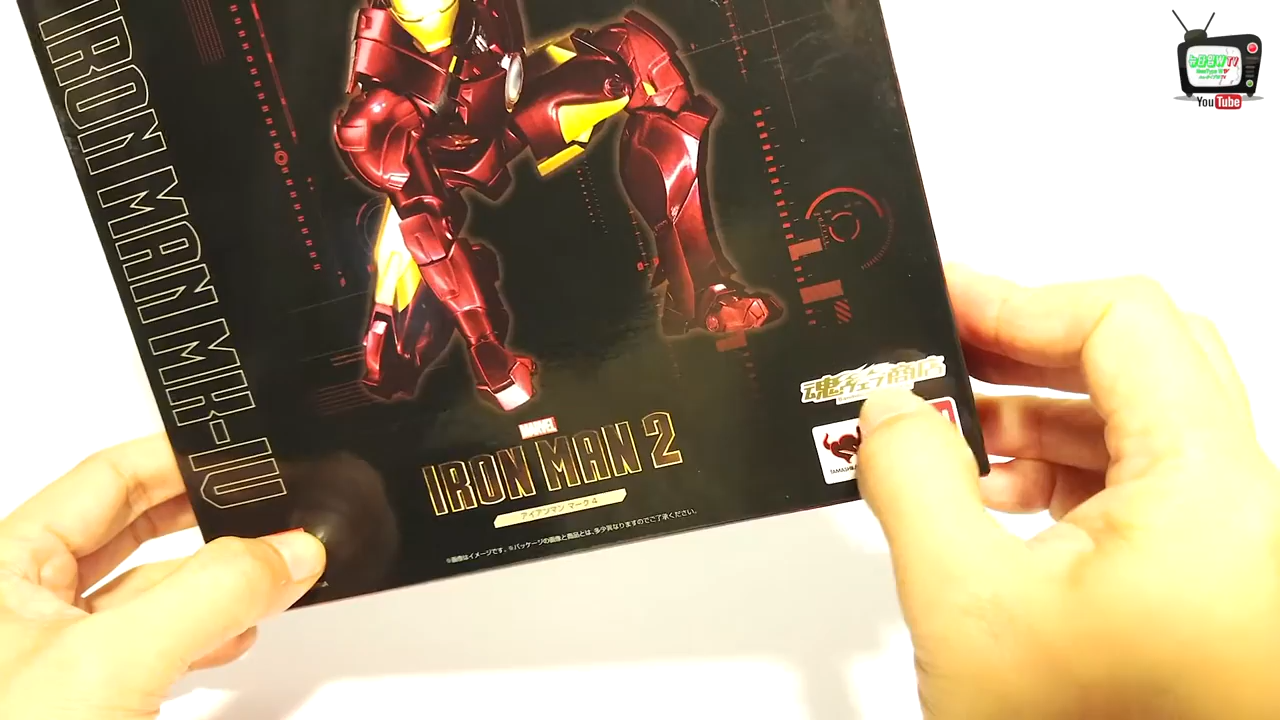 IRON MAN MK-IV
MARVEL
IRON MAN 2
アイアンマン マーク4
※画像はイメージです。※パッケージの画像と商品とは、多少異なりますのでご了承ください。
魂ウェブ商店
TAMASHI
You Tube